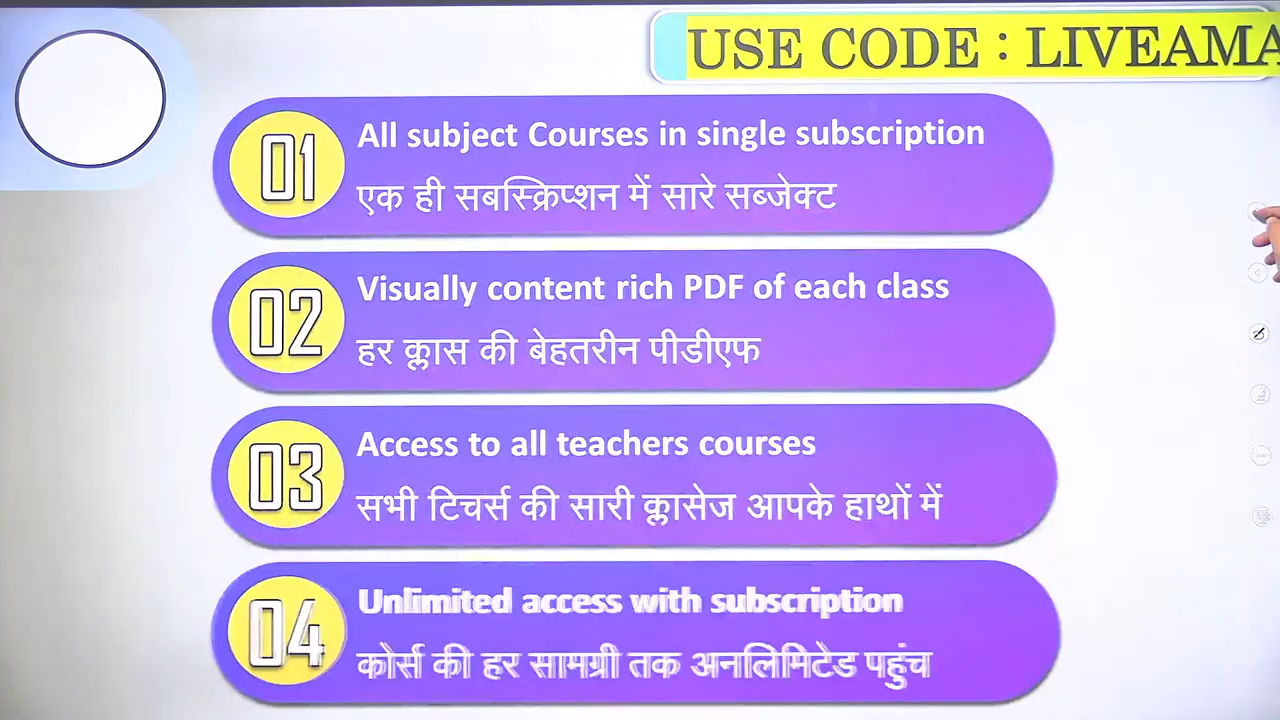 USE CODE : LIVEAMA
01
All subject Courses in single subscription
एक ही सबस्क्रिप्शन में सारे सब्जेक्ट
02
Visually content rich PDF of each class
हर क्लास की बेहतरीन पीडीएफ
03
Access to all teachers courses
सभी टिचर्स की सारी क्लासेज आपके हाथों में
04
Unlimited access with subscription
कोर्स की हर सामग्री तक अनलिमिटेड पहुंच